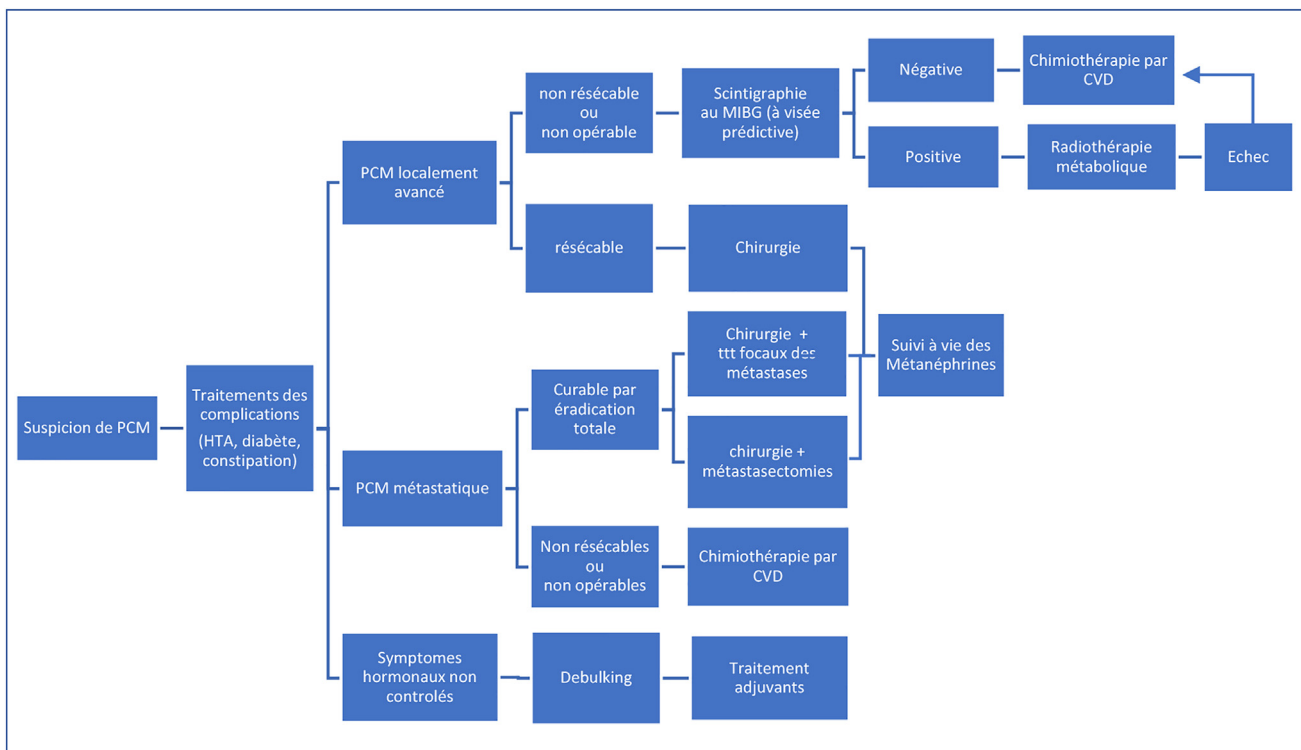 Suspicion de PCM
Traitements des
complications
(HTA, diabète,
constipation)
PCM localement
avancé
non résécable
ou
non opérable
Scintigraphie
au MIBG (à visée
prédictive)
Négative
Chimiothérapie par
CVD
Positive
Radiothérapie
métabolique
Echec
résécable
Chirurgie
PCM métastatique
Curable par
éradication
totale
Chirurgie +
ttt focaux des
métastases
chirurgie +
métastasectomies
Suivi à vie des
Métanéphrines
Non résécables
ou
non opérables
Chimiothérapie par
CVD
Symptomes
hormonaux non
controlés
Debulking
Traitement
adjuvants